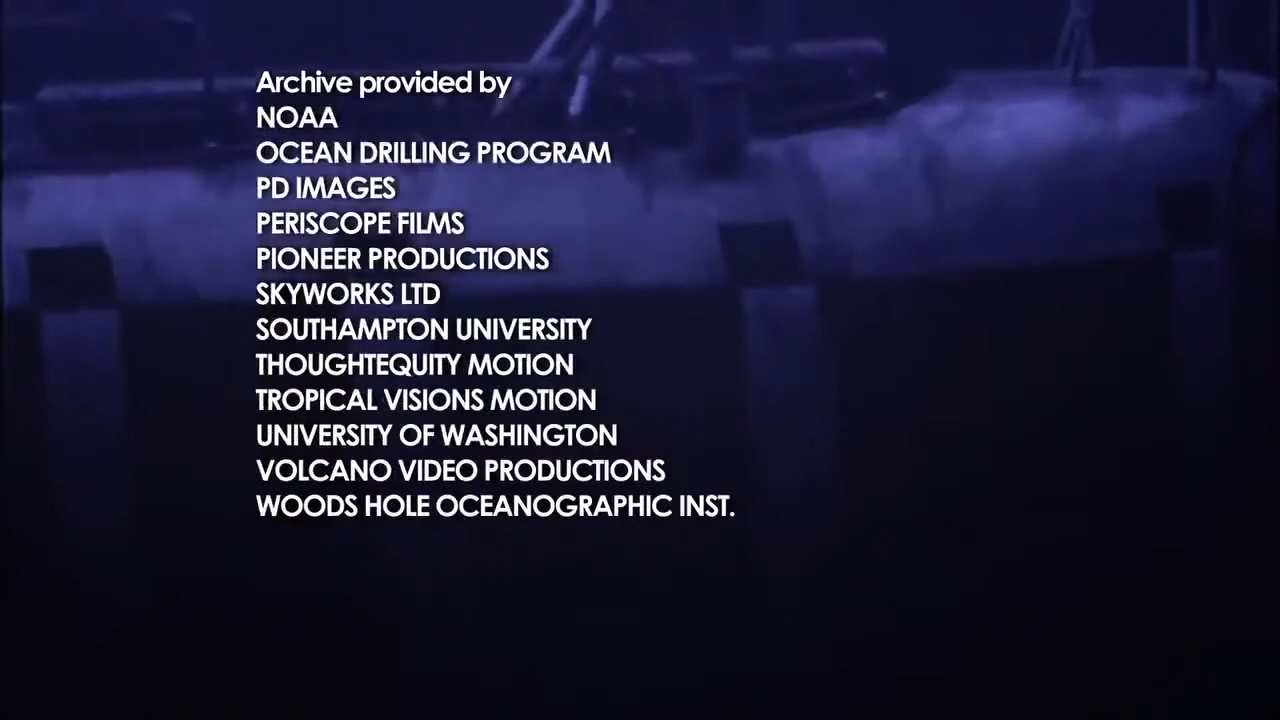 Archive provided by
NOAA
OCEAN DRILLING PROGRAM
PD IMAGES
PERISCOPE FILMS
PIONEER PRODUCTIONS
SKYWORKS LTD
SOUTHAMPTON UNIVERSITY
THOUGHTEQUITY MOTION
TROPICAL VISIONS MOTION
UNIVERSITY OF WASHINGTON
VOLCANO VIDEO PRODUCTIONS
WOODS HOLE OCEANOGRAPHIC INST.